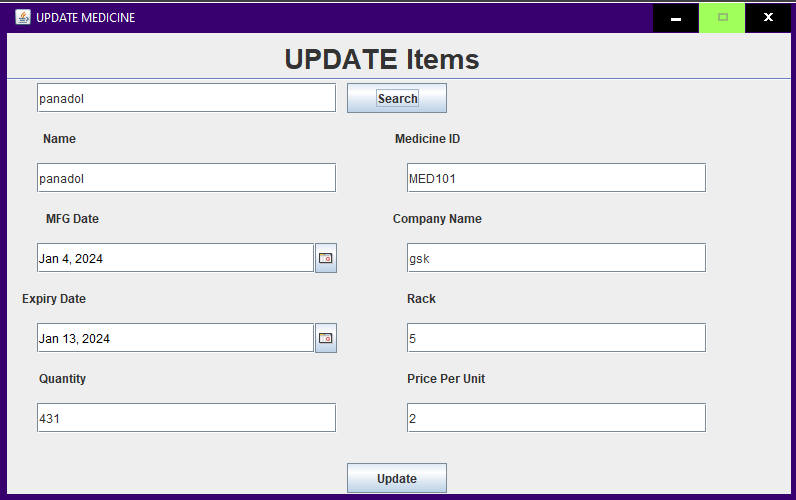 UPDATE MEDICINE
UPDATE Items
panadol Search
Name Medicine ID
panadol MED101
MFG Date Company Name
Jan 4, 2024 gsk
Expiry Date Rack
Jan 13, 2024 5
Quantity Price Per Unit
431 2
Update